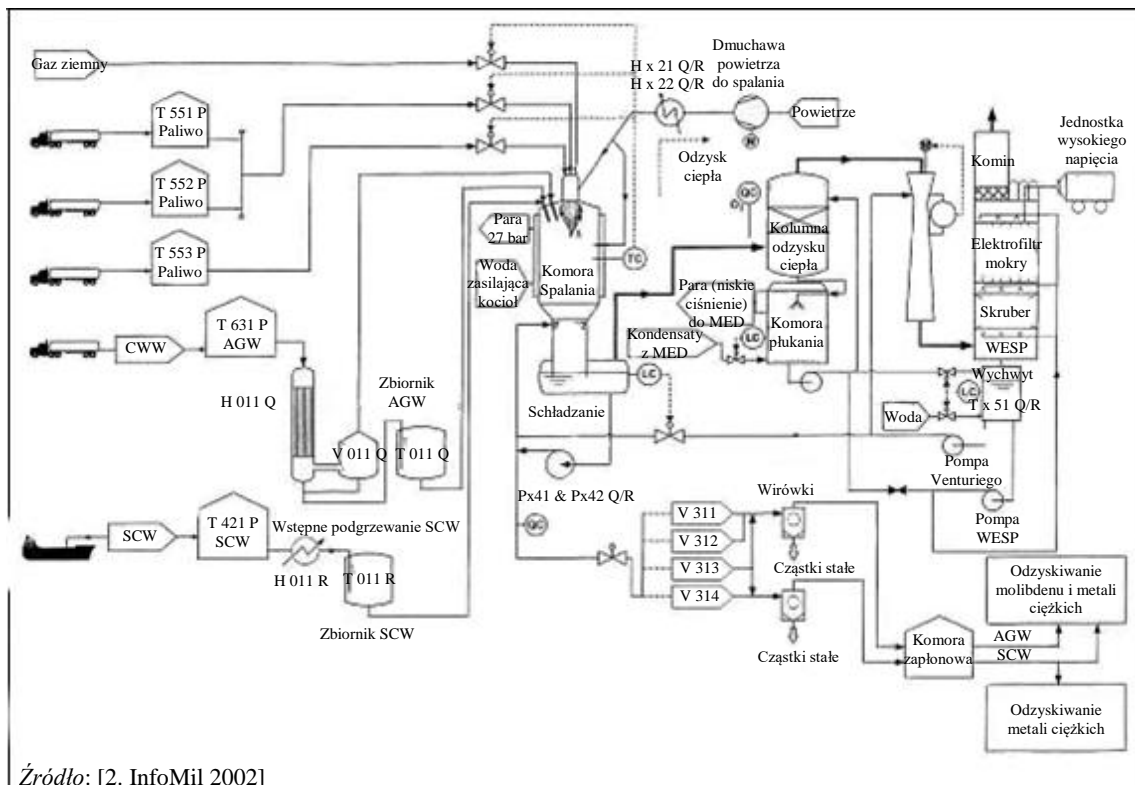 Gaz ziemny
T 551 P
Paliwo
T 552 P
Paliwo
T 553 P
Paliwo
CWW
T 631 P
AGW
H 011 Q
V 011 Q
Zbiornik
AGW
T 011 Q
SCW
T 421 P
SCW
Wstępne podgrzewanie SCW
H 011 R
T 011 R
Zbiornik SCW
H x 21 Q/R
H x 22 Q/R
Dmuchawa
powietrza
do spalania
Powietrze
Odzysk
ciepła
Para
27 bar
Woda
zasilająca
kocioł
Komora
Spalania
TC
LC
Schładzanie
Px41 & Px42 Q/R
QC
QC
Kolumna
odzysku
ciepła
Para (niskie
ciśnienie)
do MED
Kondensaty
z MED
LC
Komora
płukania
Komin
Jednostka
wysokiego
napięcia
Elektrofiltr
mokry
Skruber
WESP
Wychwyt
LC
T x 51 Q/R
Woda
Pompa
Venturiego
Pompa
WESP
V 311
V 312
V 313
V 314
Wirówki
Cząstki stałe
Cząstki stałe
Komora
zapłonowa
AGW
SCW
Odzyskiwanie
molibdenu i metali
ciężkich
Odzyskiwanie
metali ciężkich
Źródło: [2. InfoMil 2002]